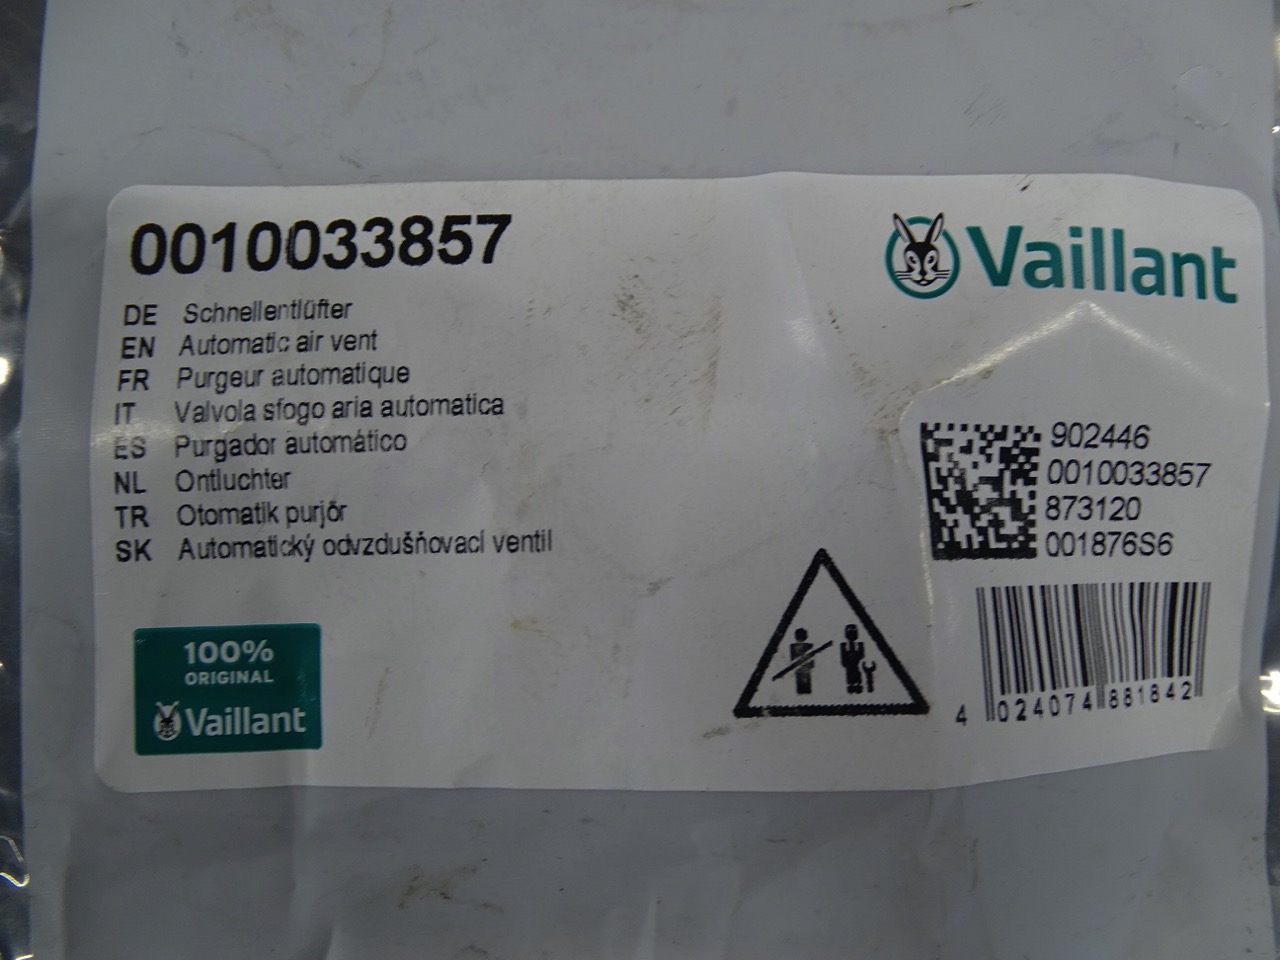 0010033857
Vaillant
DE Schnellentlüfter
EN Automatic air vent
FR Purgeur automatique
IT Valvola sfogo aria automatica
ES Purgador automático
NL Ontluchter
TR Otomatik purjör
SK Automatický odvzdušňovací ventil
902446
0010033857
873120
001876S6
100%
ORIGINAL
Vaillant
4 024074 881842